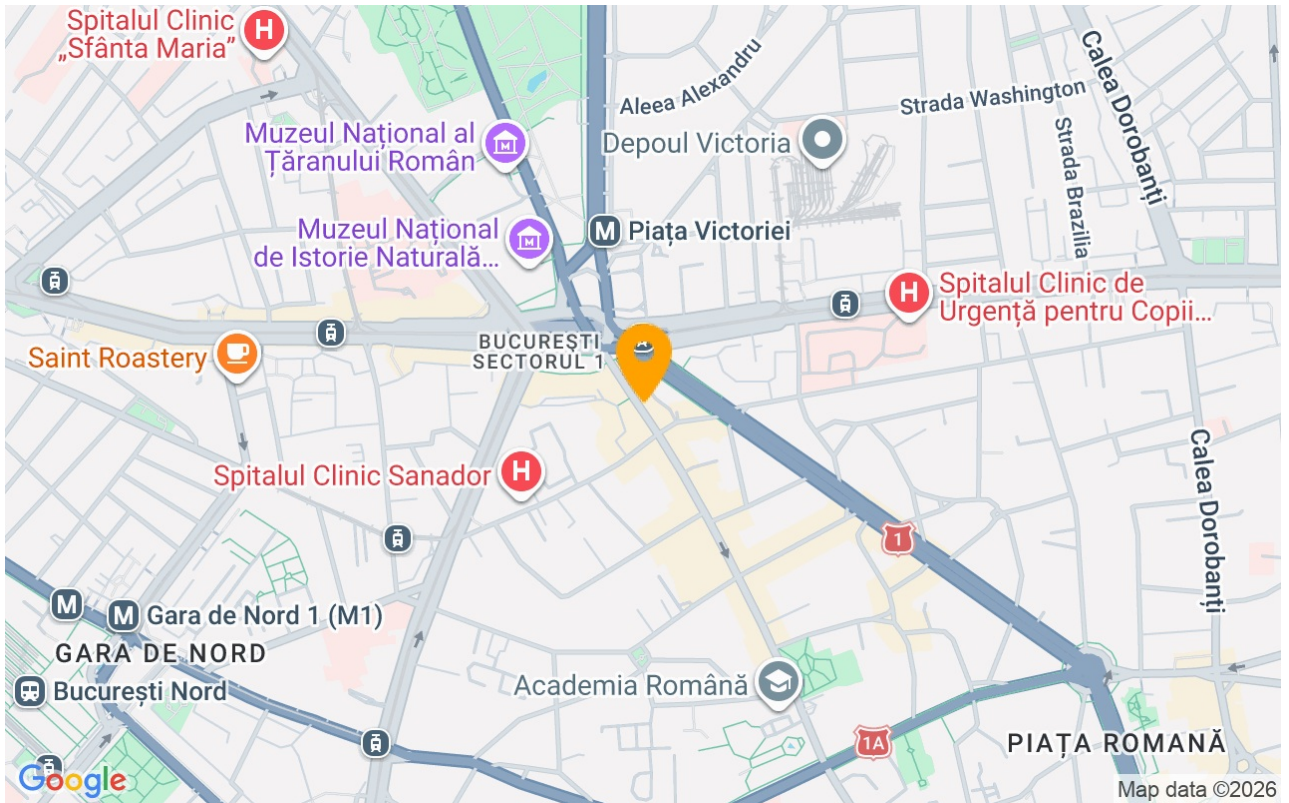 Spitalul Clinic
„Sfânta Maria”
H
Calea Dorobanți
Aleea Alexandru
Strada Washington
Muzeul Național al
Țăranului Român
M
Depoul Victoria
Strada Brazilia
Muzeul Național
de Istorie Naturală...
M
M Piața Victoriei
H
Spitalul Clinic de
Urgență pentru Copii...
BUCUREȘTI
SECTORUL 1
Saint Roastery
Calea Dorobanți
Spitalul Clinic Sanador
H
1
M
M Gara de Nord 1 (M1)
GARA DE NORD
București Nord
Academia Română
1A
PIAȚA ROMANĂ
Google
Map data ©2026